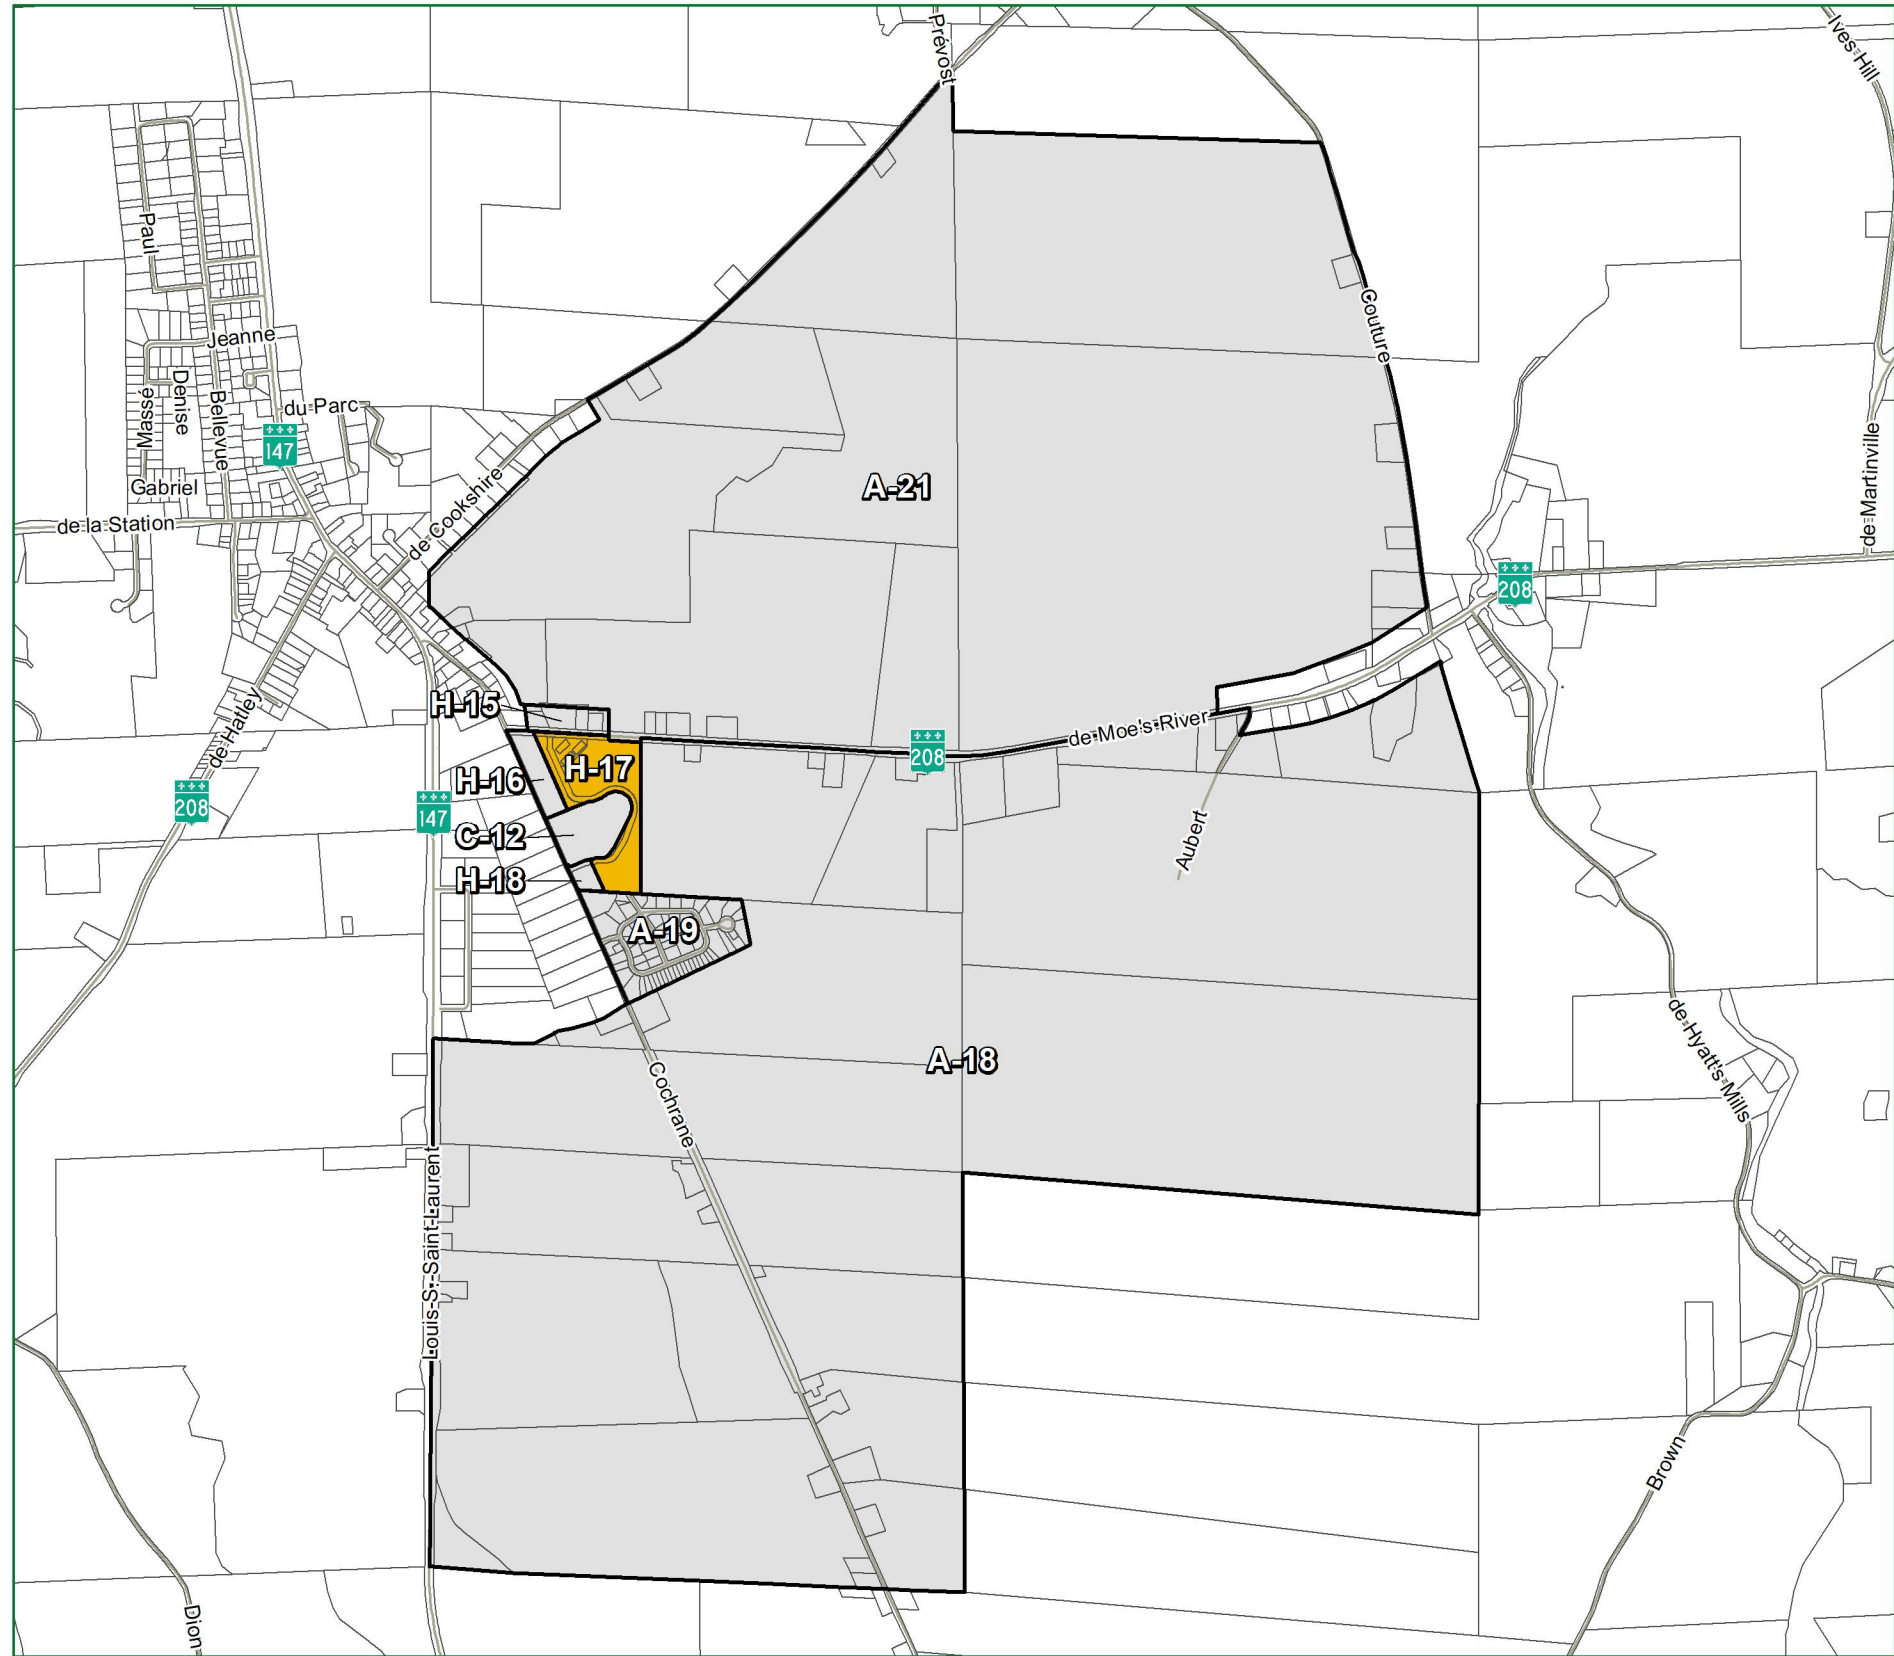 Prévost
Ives-Hill
Paul
Couture
Jeanne
Denise
Massé
Bellevue
du Parc
147
de Martinville
Gabriel
A-21
de la Station
de Cookshire
208
H-15
de Hatley
de Moe's River
208
H-17
H-16
208
147
C-12
Aubert
H-18
A-19
A-18
de Hyatt's-Mills
Cochrane
Louis-S.-Saint-Laurent
Brown
Dion